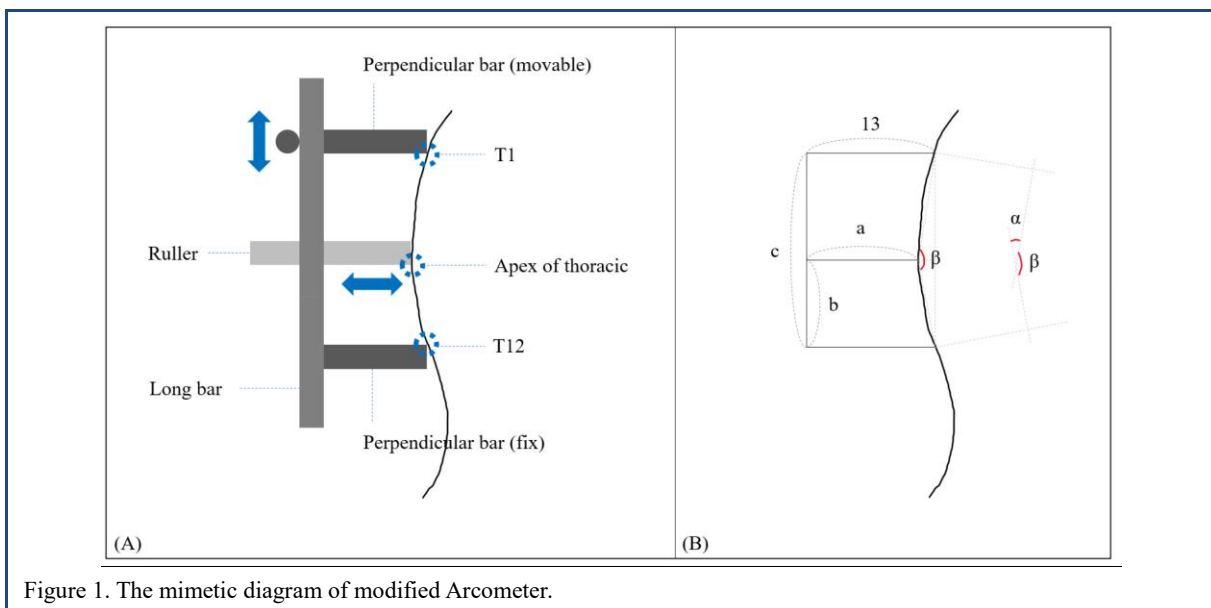 Perpendicular bar (movable)
T1
Ruller
Apex of thoracic
T12
Long bar
Perpendicular bar (fix)
(A)
13
α
a
c
β
β
b
(B)
Figure 1. The mimetic diagram of modified Arcometer.